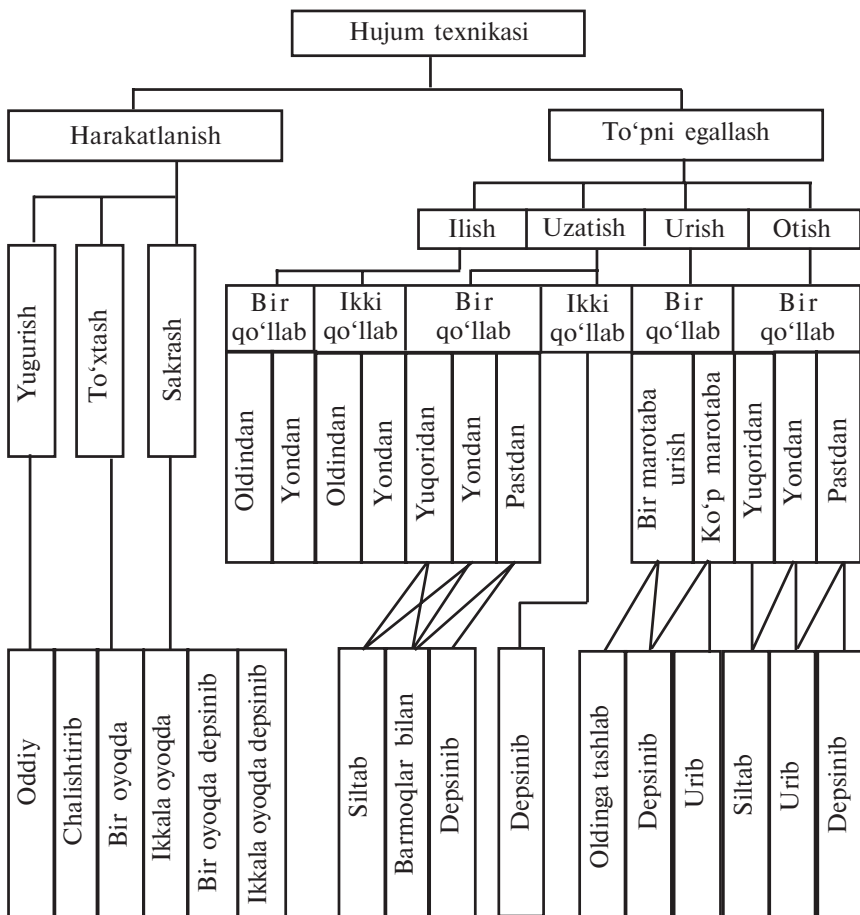 Hujum texnikasi
Harakatlanish
To‘pni egallash
Ilish
Uzatish
Urish
Otish
Yugurish
To‘xtash
Sakrash
Bir
qo‘llab
Ikki
qo‘llab
Bir
qo‘llab
Ikki
qo‘llab
Bir
qo‘llab
Bir
qo‘llab
Oldindan
Yondan
Oldindan
Yondan
Yuqoridan
Yondan
Pastdan
Bir marotaba
urish
Ko‘p marotaba
Yuqoridan
Yondan
Pastdan
Oddiy
Chalishtirib
Bir oyoqda
Ikkala oyoqda
Bir oyoqda depsinib
Ikkala oyoqda depsinib
Siltab
Barmoqlar bilan
Depsinib
Depsinib
Oldinga tashlab
Depsinib
Urib
Siltab
Urib
Depsinib